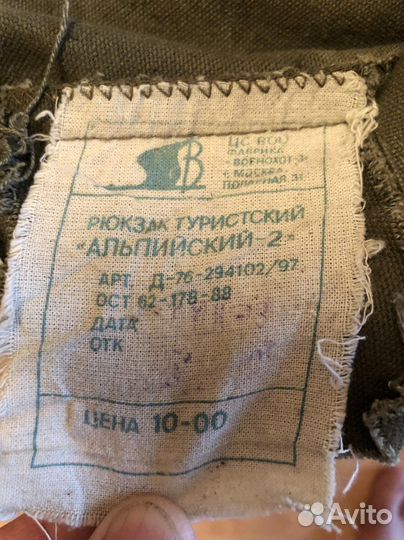 В
ЦС ВОО
ФАБРИКА
"ВОЕНОХОТ-3"
г. МОСКВА
РЮКЗАК ТУРИСТСКИЙ
"АЛЬПИЙСКИЙ-2"
АРТ. Д-76-294102/97
ОСТ 62-178-88
ДАТА
ОТК
ЦЕНА 10-00
Avito